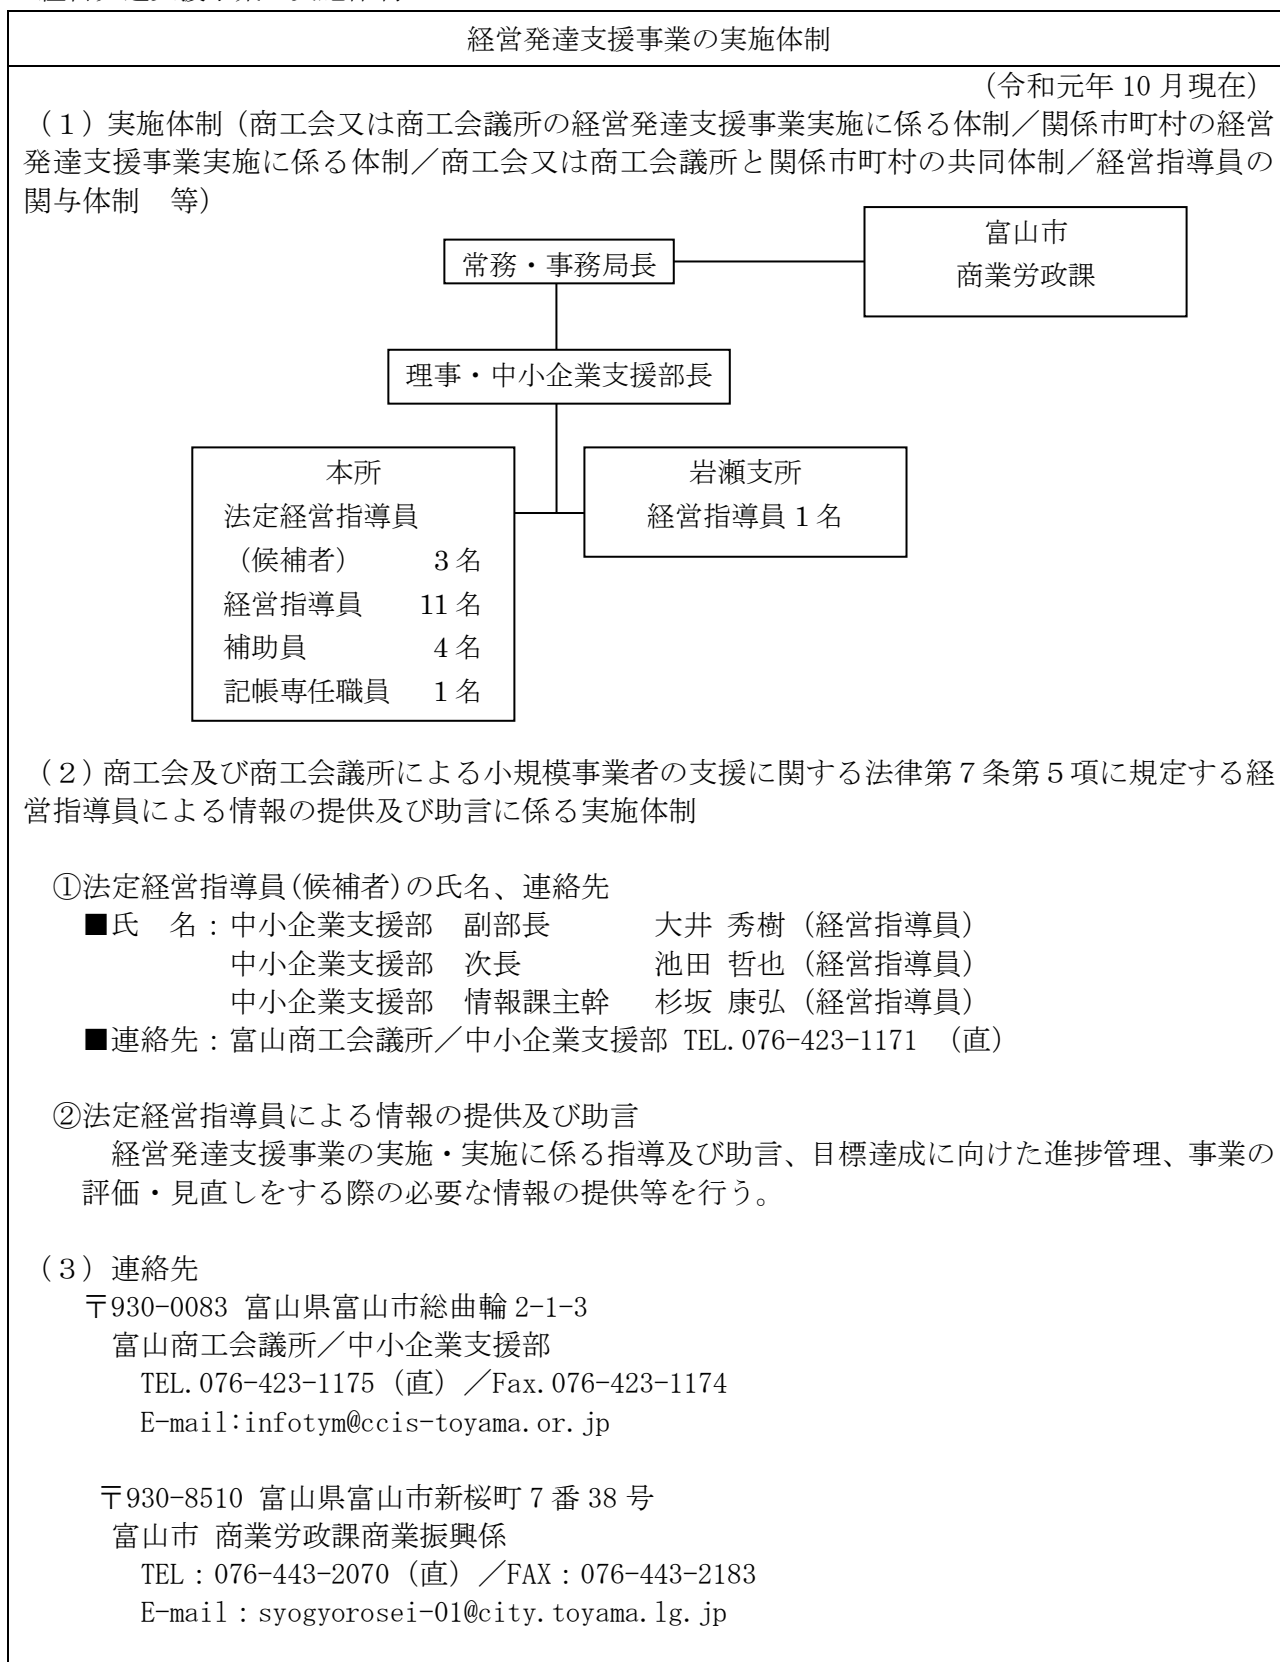 経営発達支援事業の実施体制
（令和元年 10 月現在）
（１）実施体制（商工会又は商工会議所の経営発達支援事業実施に係る体制／関係市町村の経営
発達支援事業実施に係る体制／商工会又は商工会議所と関係市町村の共同体制／経営指導員の
関与体制　等）
富山市
商業労政課
常務・事務局長
理事・中小企業支援部長
本所
法定経営指導員
（候補者）　　3 名
経営指導員　　11 名
補助員　　　　4 名
記帳専任職員　1 名
岩瀬支所
経営指導員 1 名
（２）商工会及び商工会議所による小規模事業者の支援に関する法律第７条第５項に規定する経
営指導員による情報の提供及び助言に係る実施体制
①法定経営指導員(候補者)の氏名、連絡先
■氏　名：中小企業支援部　副部長　　　大井 秀樹（経営指導員）
中小企業支援部　次長　　　　池田 哲也（経営指導員）
中小企業支援部　情報課主幹　杉坂 康弘（経営指導員）
■連絡先：富山商工会議所／中小企業支援部 TEL.076-423-1171 （直）
②法定経営指導員による情報の提供及び助言
経営発達支援事業の実施・実施に係る指導及び助言、目標達成に向けた進捗管理、事業の
評価・見直しをする際の必要な情報の提供等を行う。
（３）連絡先
〒930-0083 富山県富山市総曲輪 2-1-3
富山商工会議所／中小企業支援部
TEL.076-423-1175（直）／Fax.076-423-1174
E-mail:infotym@ccis-toyama.or.jp
〒930-8510 富山県富山市新桜町 7 番 38 号
富山市 商業労政課商業振興係
TEL：076-443-2070（直）／FAX：076-443-2183
E-mail：syogyorosei-01@city.toyama.lg.jp